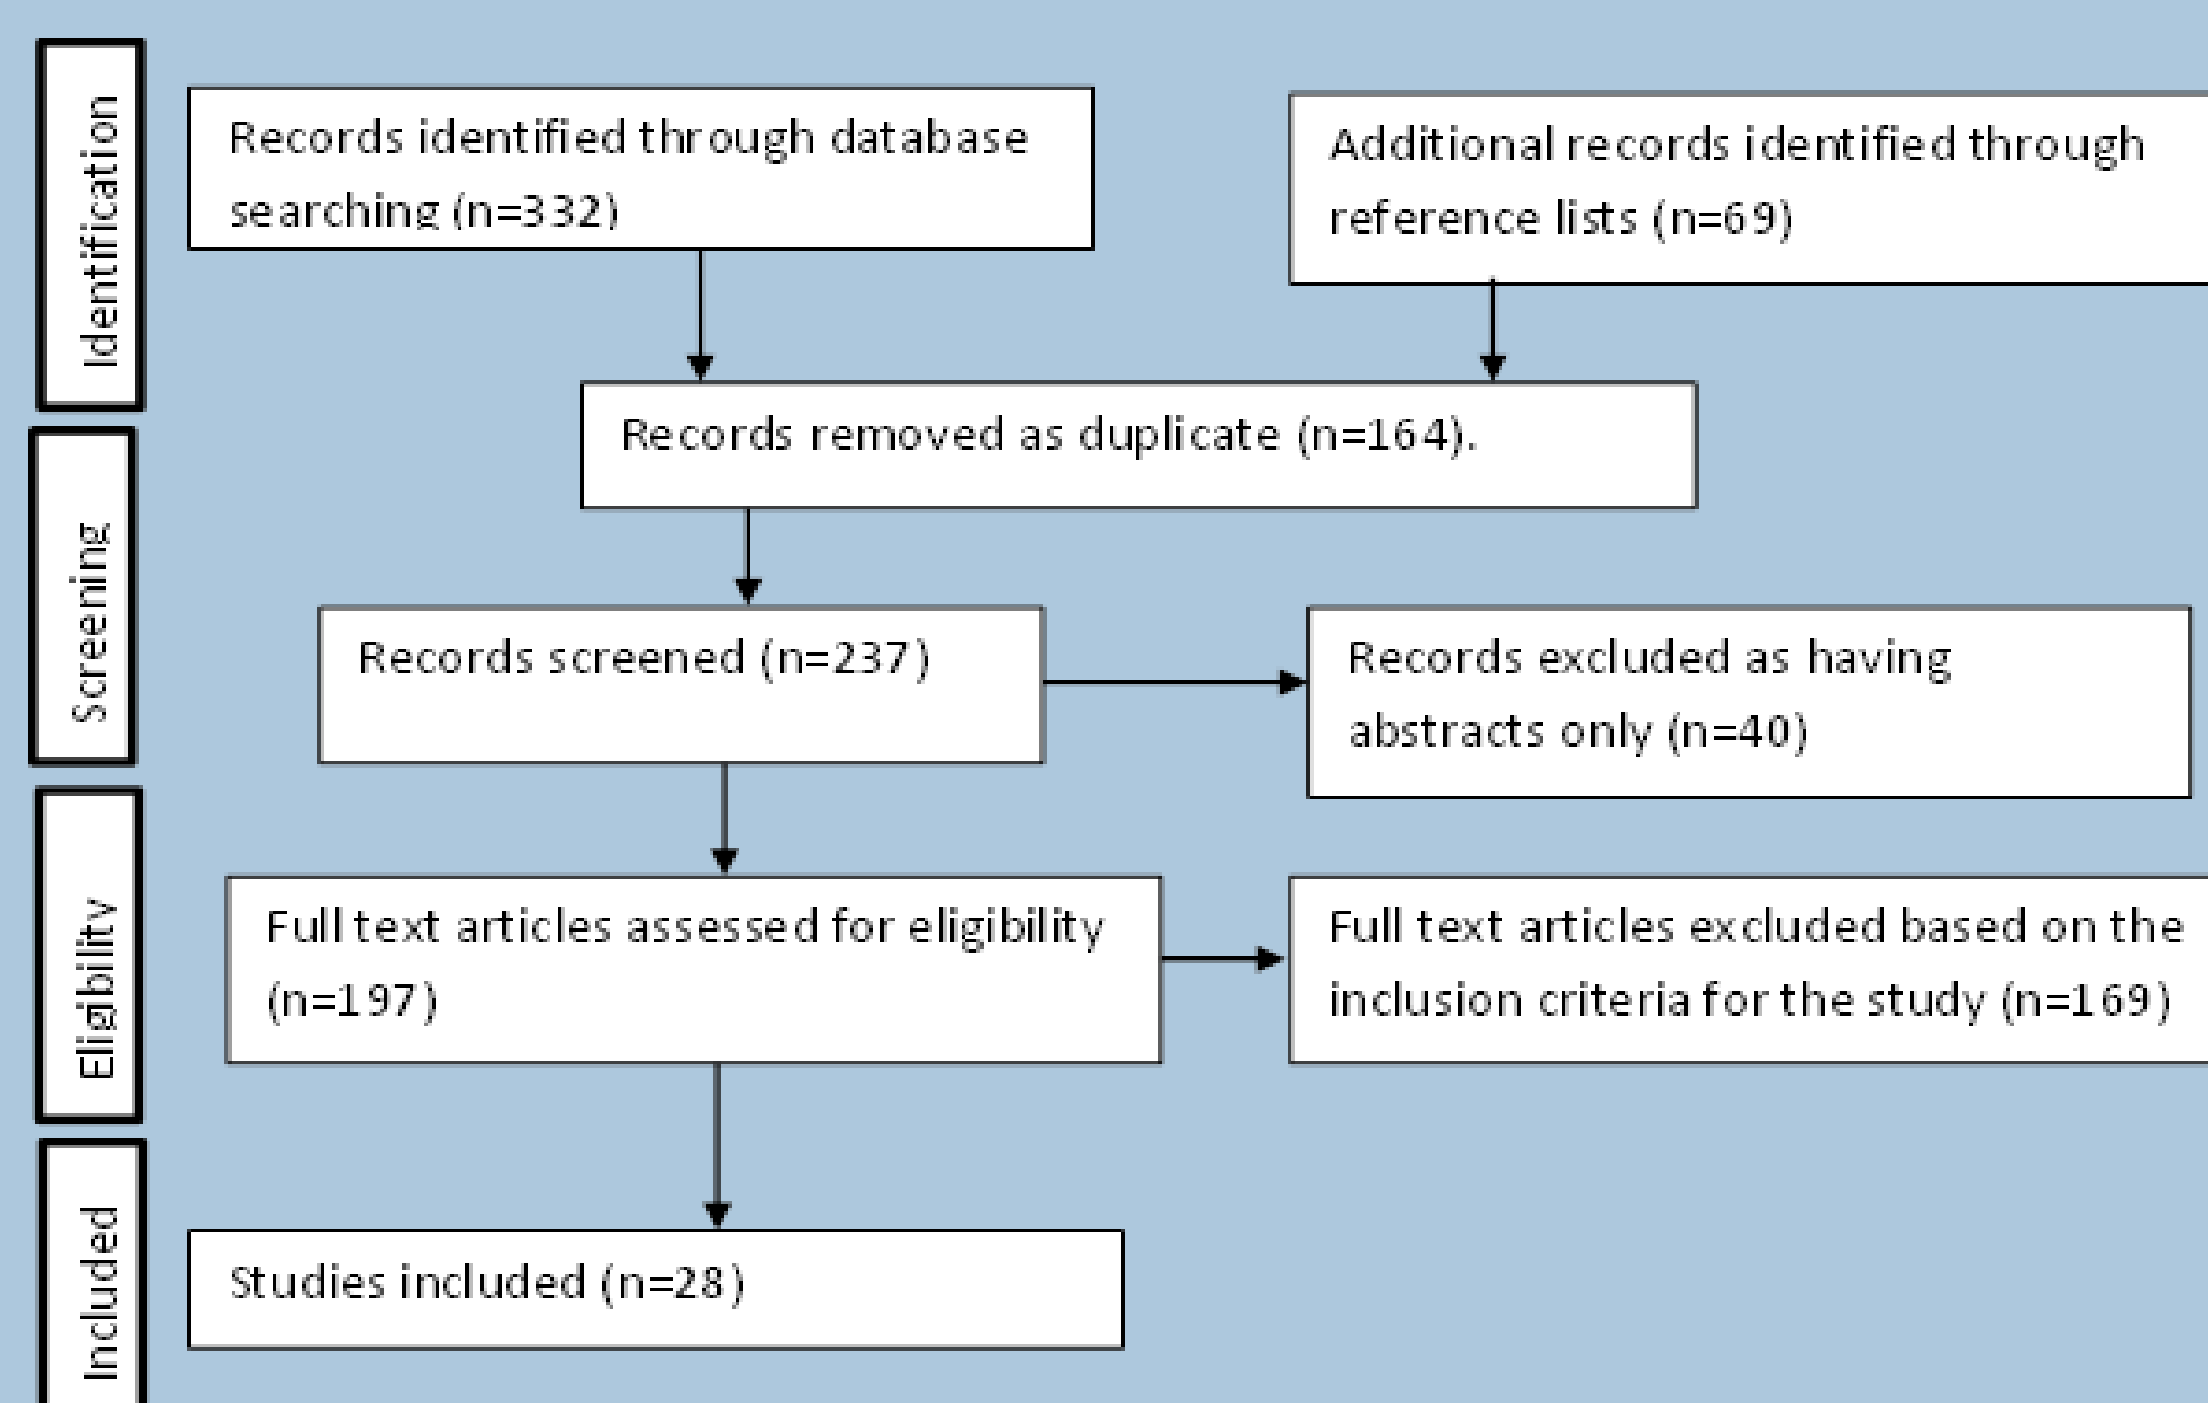 Identification
Records identified through database
searching (n=332)
Additional records identified through
reference lists (n=69)
Records removed as duplicate (n=164).
Screening
Records screened (n=237)
Records excluded as having
abstracts only (n=40)
Eligibility
Full text articles assessed for eligibility
(n=197)
Full text articles excluded based on the
inclusion criteria for the study (n=169)
Included
Studies included (n=28)